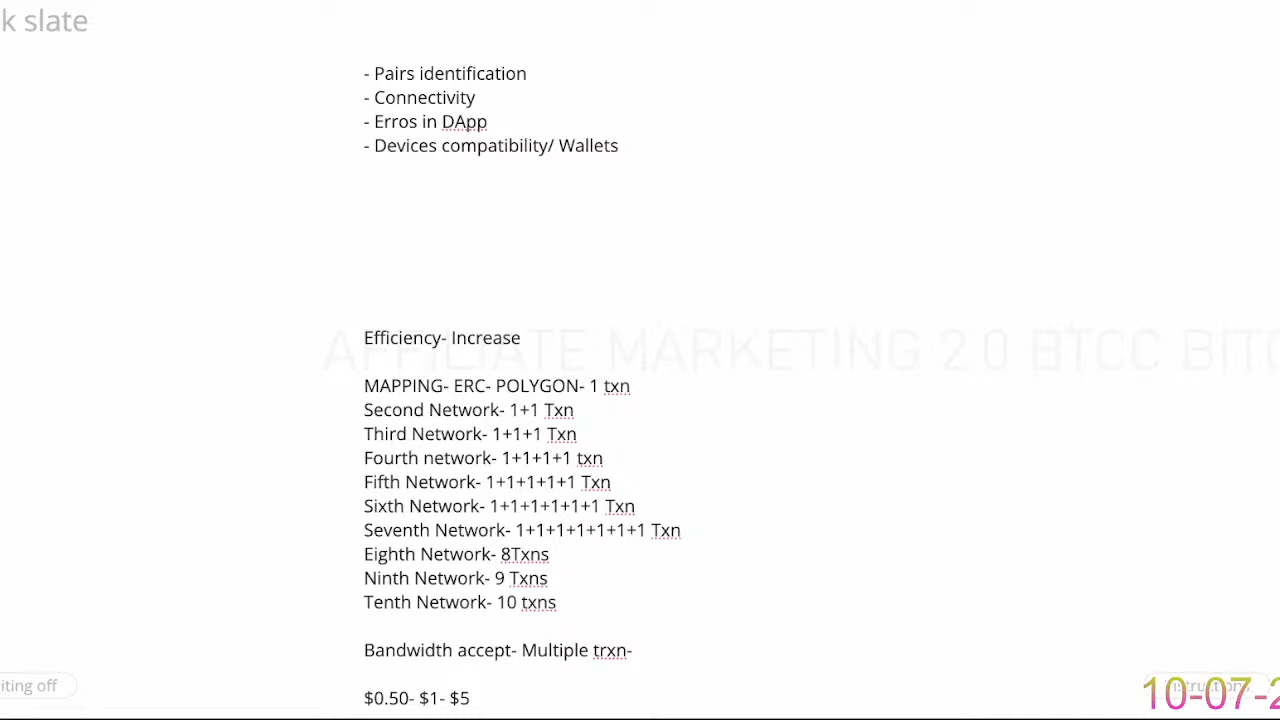 k slate
- Pairs identification
- Connectivity
- Erros in DApp
- Devices compatibility/ Wallets
Efficiency- Increase
AFFILIATE MARKETING 2.0 BTCC BITC
MAPPING- ERC- POLYGON- 1 txn
Second Network- 1+1 Txn
Third Network- 1+1+1 Txn
Fourth network- 1+1+1+1 txn
Fifth Network- 1+1+1+1+1 Txn
Sixth Network- 1+1+1+1+1+1 Txn
Seventh Network- 1+1+1+1+1+1+1 Txn
Eighth Network- 8Txns
Ninth Network- 9 Txns
Tenth Network- 10 txns
Bandwidth accept- Multiple trxn-
iting off
$0.50- $1- $5
10-07-2